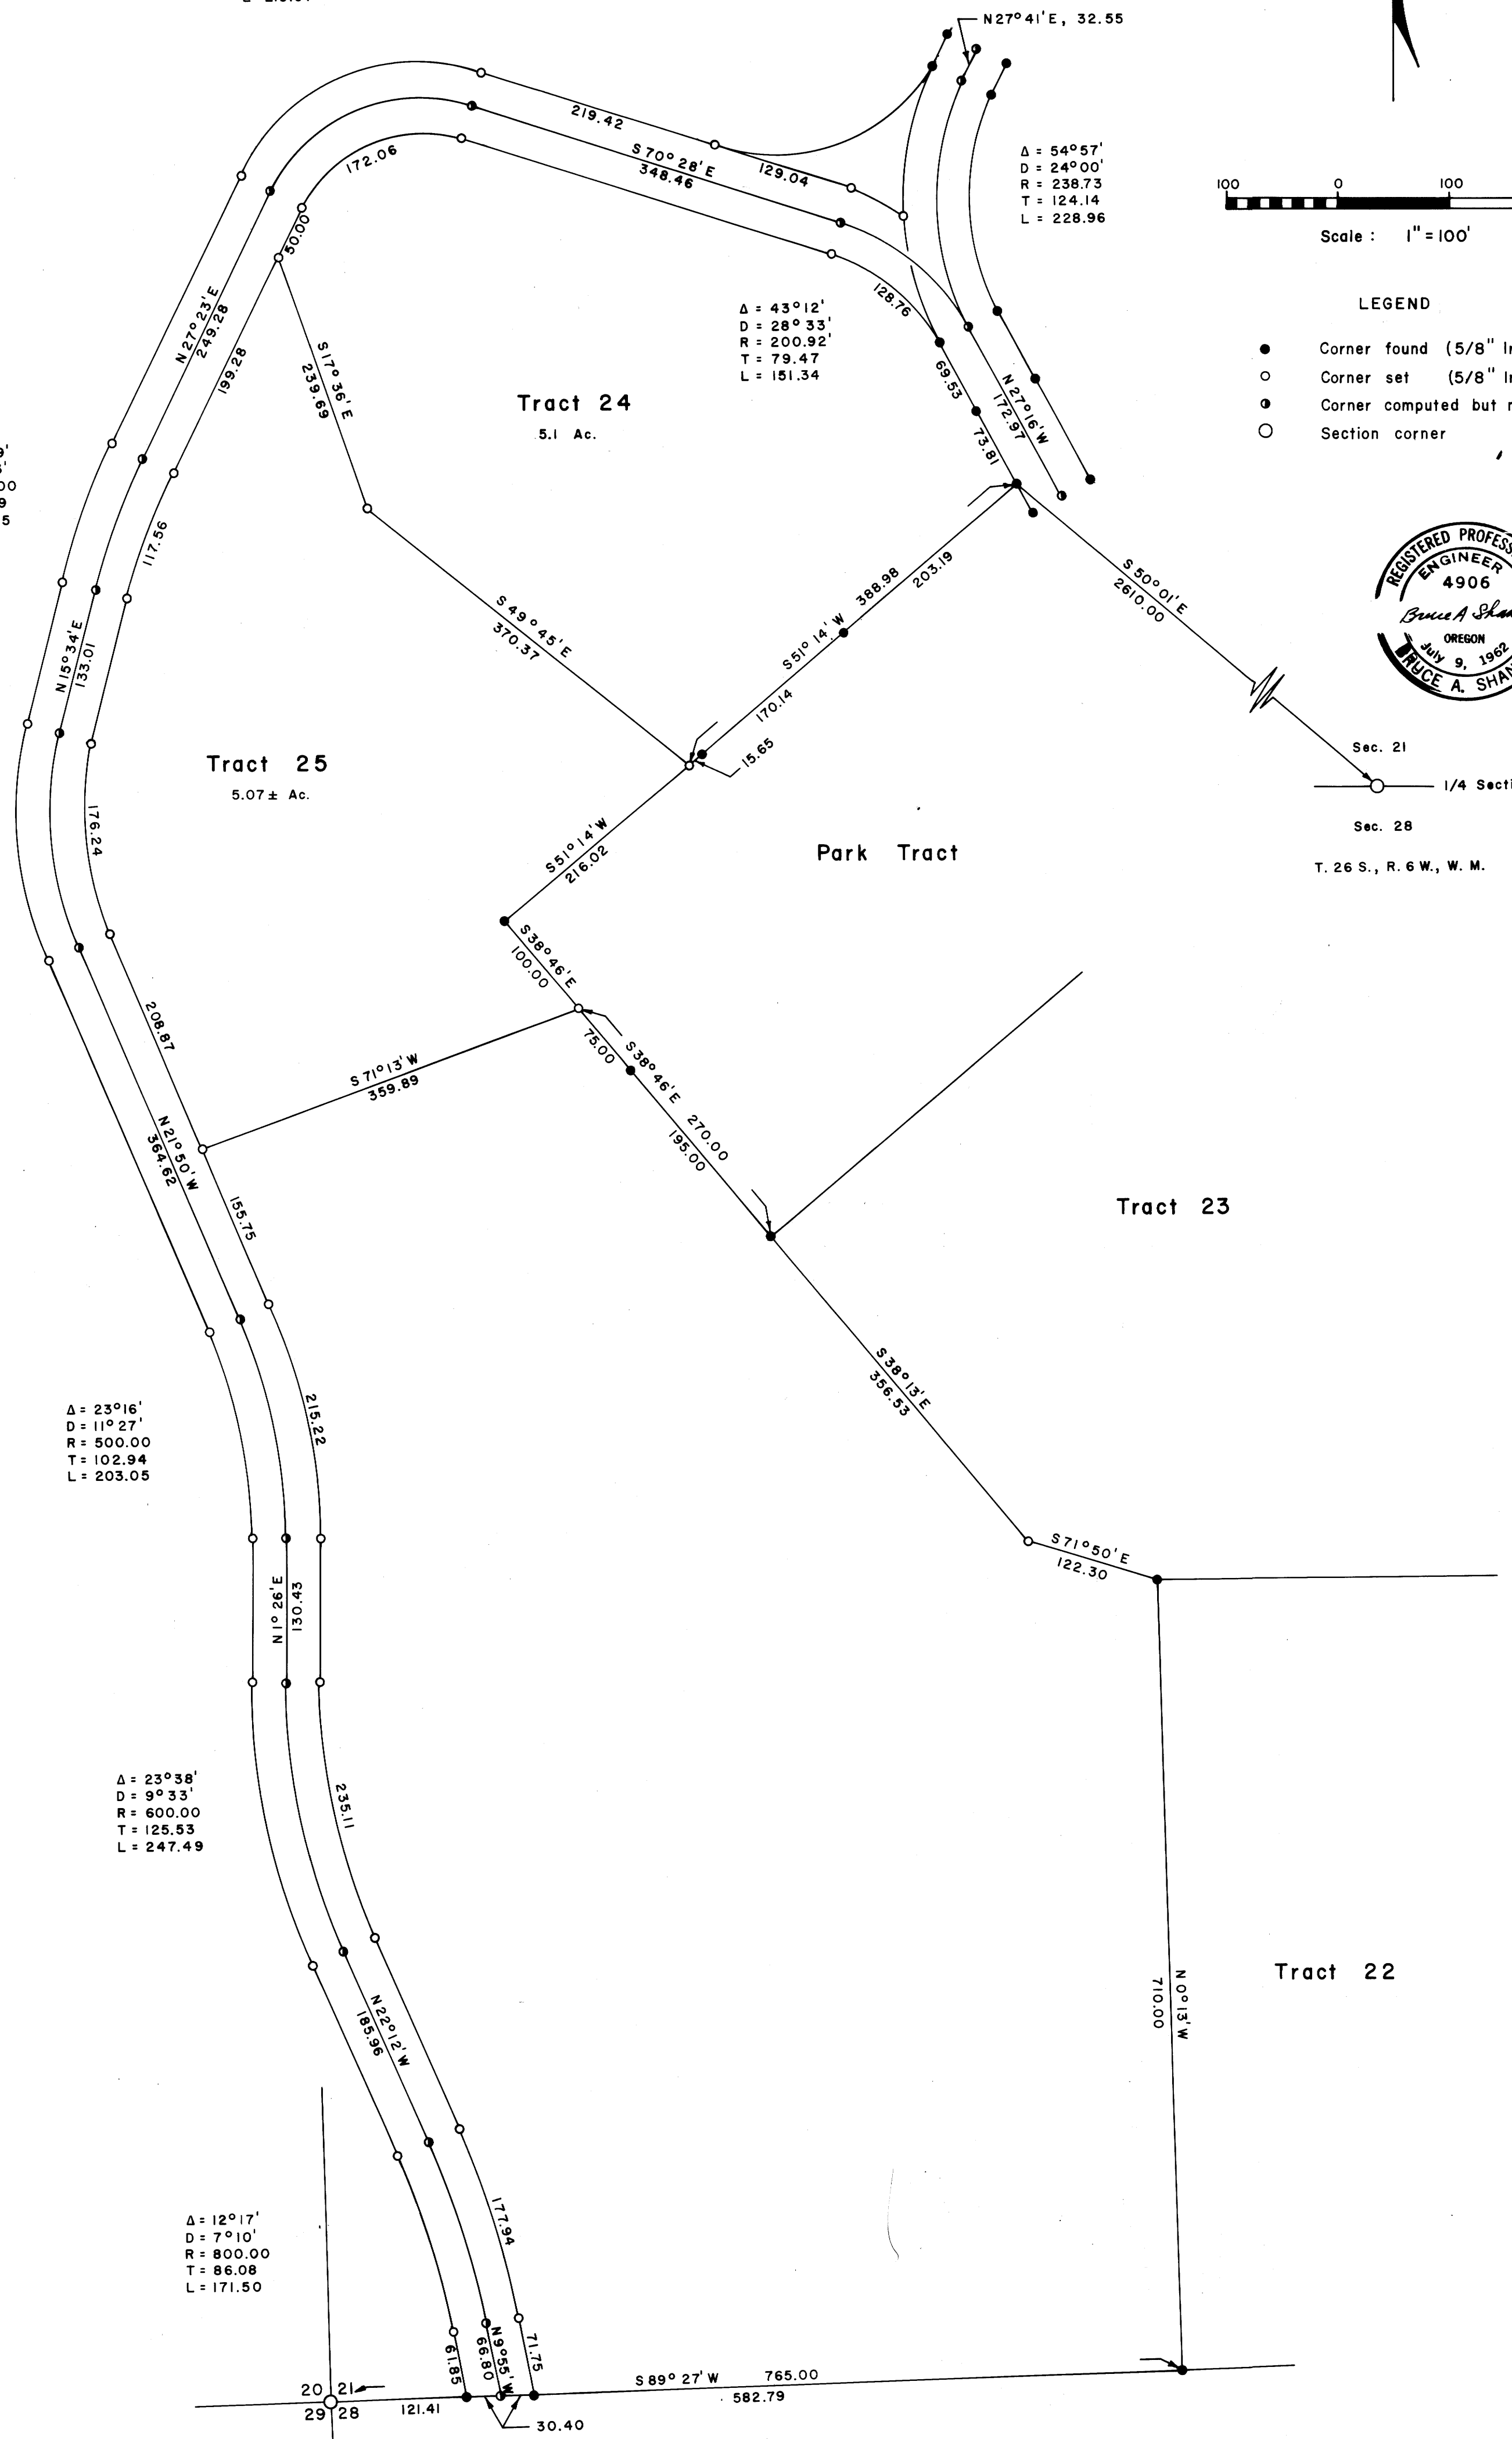 N27°41'E, 32.55
219.42
S70°28'E
348.46
129.04
172.06
50.00
Δ = 54°57'
D = 24°00'
R = 238.73
T = 124.14
L = 228.96
100 0 100
Scale : 1" = 100'
LEGEND
Corner found (5/8"
Corner set (5/8"
Corner computed but
Section corner
N27°23'E
249.28
199.28
S17°36'E
239.69
Δ = 43°12'
D = 28°33'
R = 200.92'
T = 79.47
L = 151.34
128.76
69.53
N27°16'W
172.97
73.81
Tract 24
5.1 Ac.
117.56
S49°45'E
370.37
S51°14'W 388.98
203.19
170.14
15.65
S50°01'E
2610.00
REGISTERED
ENGINEER
4906
OREGON
July 9, 1962
Sec. 21
1/4
Sec. 28
T. 26 S., R. 6 W., W. M.
N15°34'E
133.01
Tract 25
5.07± Ac.
176.24
S51°14'W
216.02
Park Tract
S38°46'E
100.00
75.00
S38°46'E 270.00
195.00
208.87
S71°13'W
359.89
N21°50'W
364.62
155.75
Tract 23
S38°13'E
356.53
Δ = 23°16'
D = 11°27'
R = 500.00
T = 102.94
L = 203.05
215.22
S71°50'E
122.30
N1°26'E
130.43
Δ = 23°38'
D = 9°33'
R = 600.00
T = 125.53
L = 247.49
235.11
N22°12'W
185.96
N0°13'W
710.00
Tract 22
Δ = 12°17'
D = 7°10'
R = 800.00
T = 86.08
L = 171.50
177.94
61.85
N9°55'W
66.80
71.75
20 21
29 28
121.41
30.40
S89°27'W 765.00
582.79